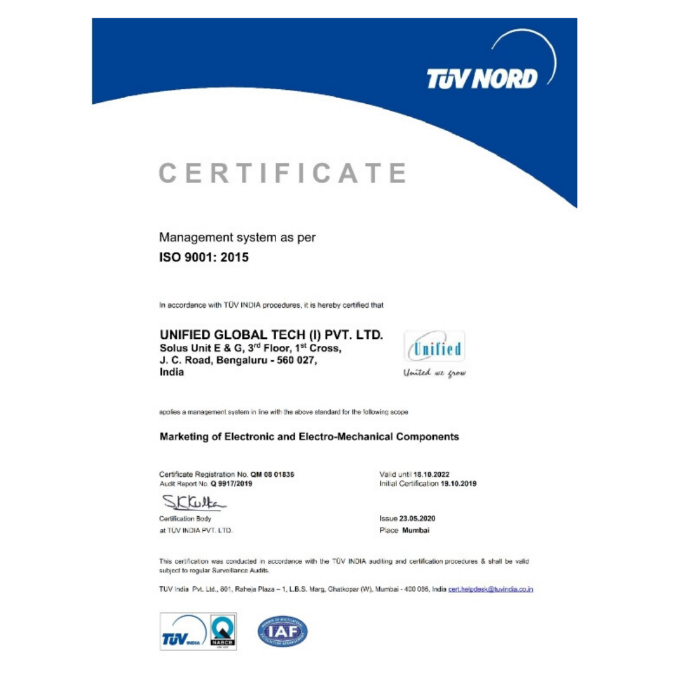 TÜV NORD
CERTIFICATE
Management system as per
ISO 9001: 2015
In accordance with TÜV INDIA procedures, it is hereby certified that
UNIFIED GLOBAL TECH (I) PVT. LTD.
Solus Unit E & G, 3rd Floor, 1st Cross,
J. C. Road, Bengaluru - 560 027,
India
Unified
United we grow
applies a management system in line with the above standard for the following scope
Marketing of Electronic and Electro-Mechanical Components
Certificate Registration No. QM 08 01836
Audit Report No. Q 9917/2019
Valid until 18.10.2022
Initial Certification 19.10.2019
Certification Body
at TÜV INDIA PVT. LTD.
Issue 23.05.2020
Place Mumbai
This certification was conducted in accordance with the TÜV INDIA auditing and certification procedures & shall be valid
subject to regular Surveillance Audits.
TUV India Pvt. Ltd., 801, Raheja Plaza – 1, L.B.S. Marg, Ghatkopar (W), Mumbai - 400 086, India cert.helpdesk@tuvindia.co.in
TÜV INDIA
NABCB
IAF